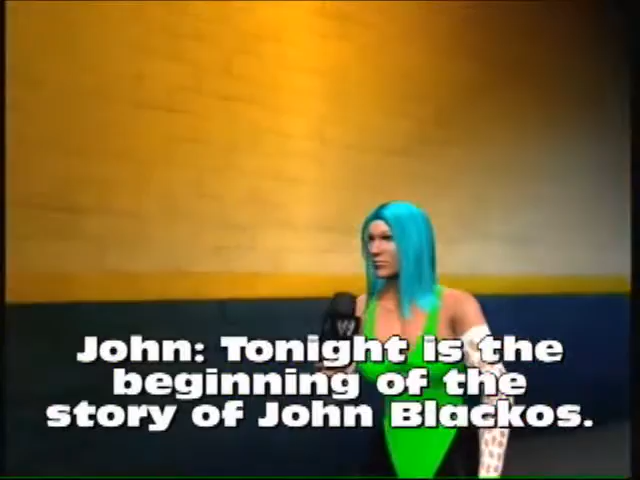 W
John: Tonight is the
beginning of the
story of John Blackos.